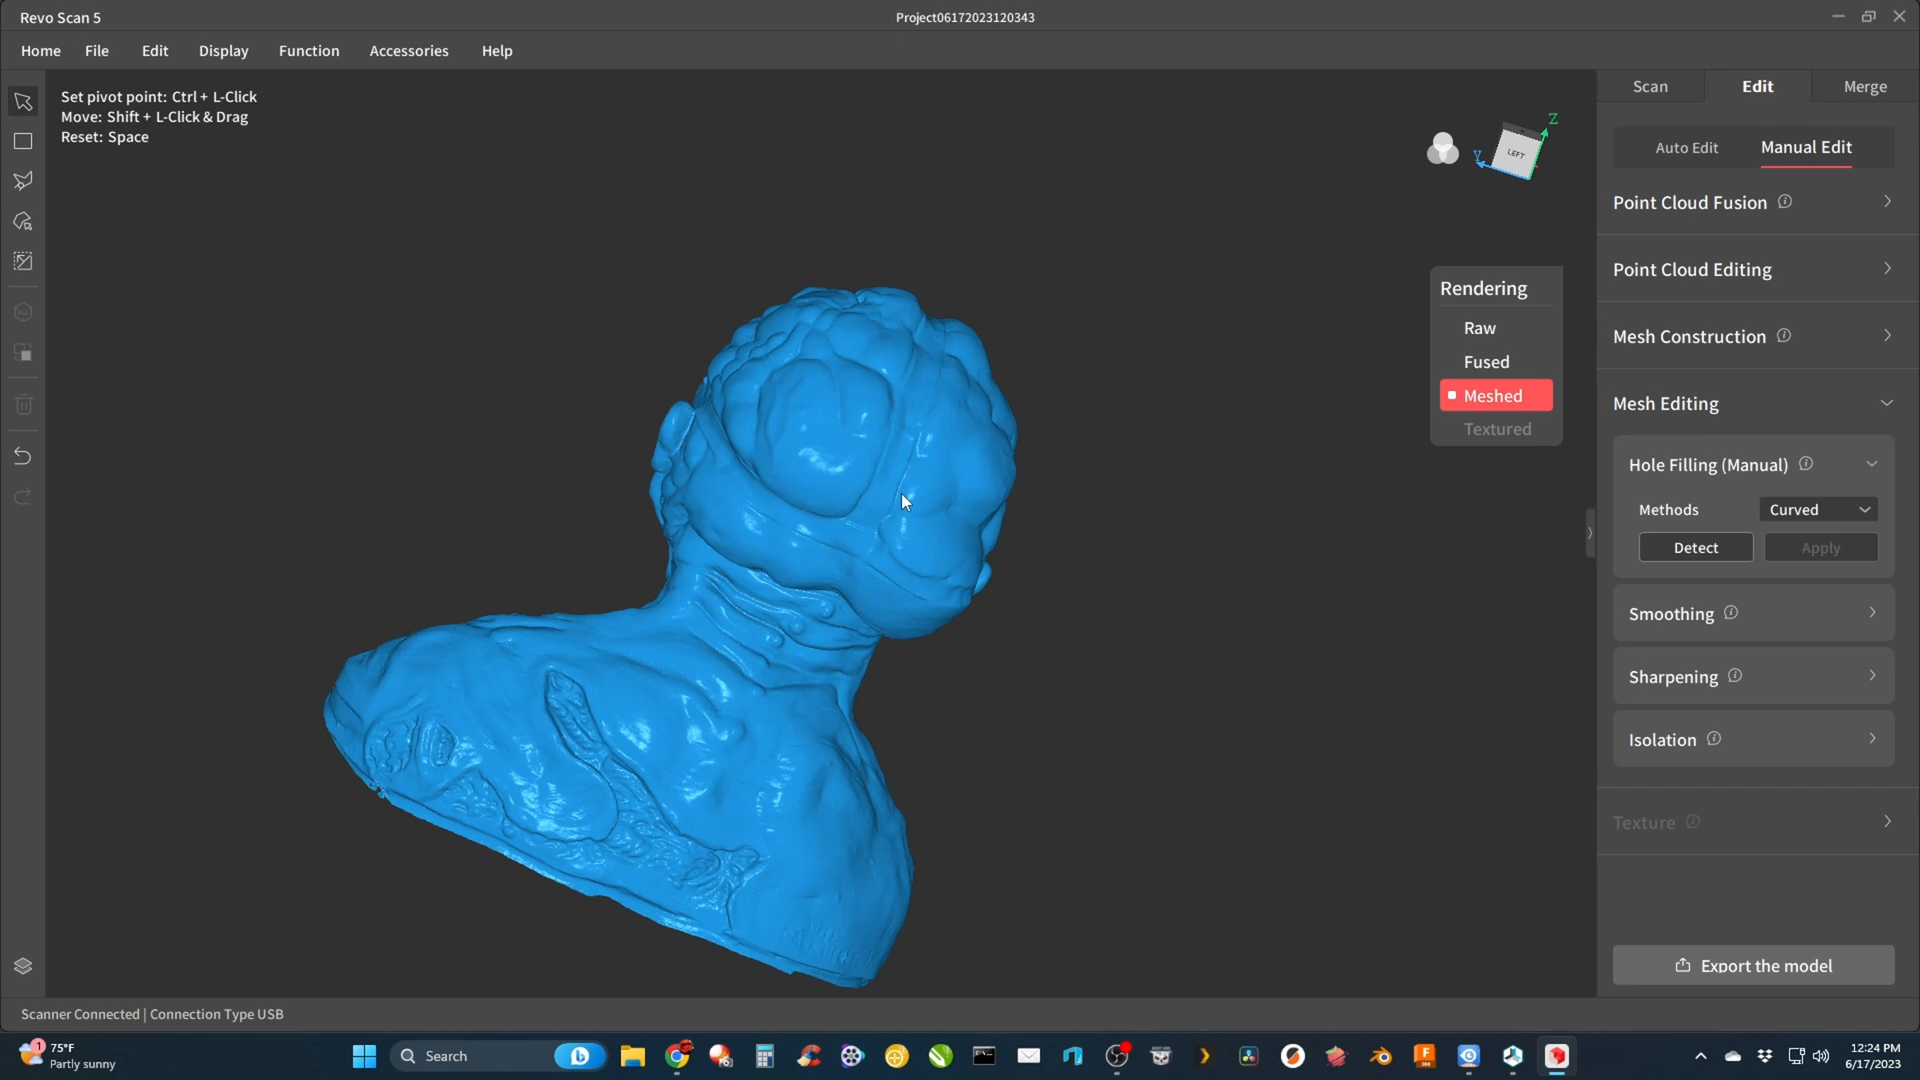 Revo Scan 5
Project06172023120343
Home File Edit Display Function Accessories Help
Set pivot point: Ctrl + L-Click
Move: Shift + L-Click & Drag
Reset: Space
Z
Y
LEFT
Scan Edit Merge
Auto Edit Manual Edit
Point Cloud Fusion
Point Cloud Editing
Mesh Construction
Mesh Editing
Hole Filling (Manual)
Methods Curved
Detect Apply
Smoothing
Sharpening
Isolation
Texture
Export the model
Rendering
Raw
Fused
Meshed
Textured
Scanner Connected | Connection Type USB
1
75°F
Partly sunny
Search
12:24 PM
6/17/2023